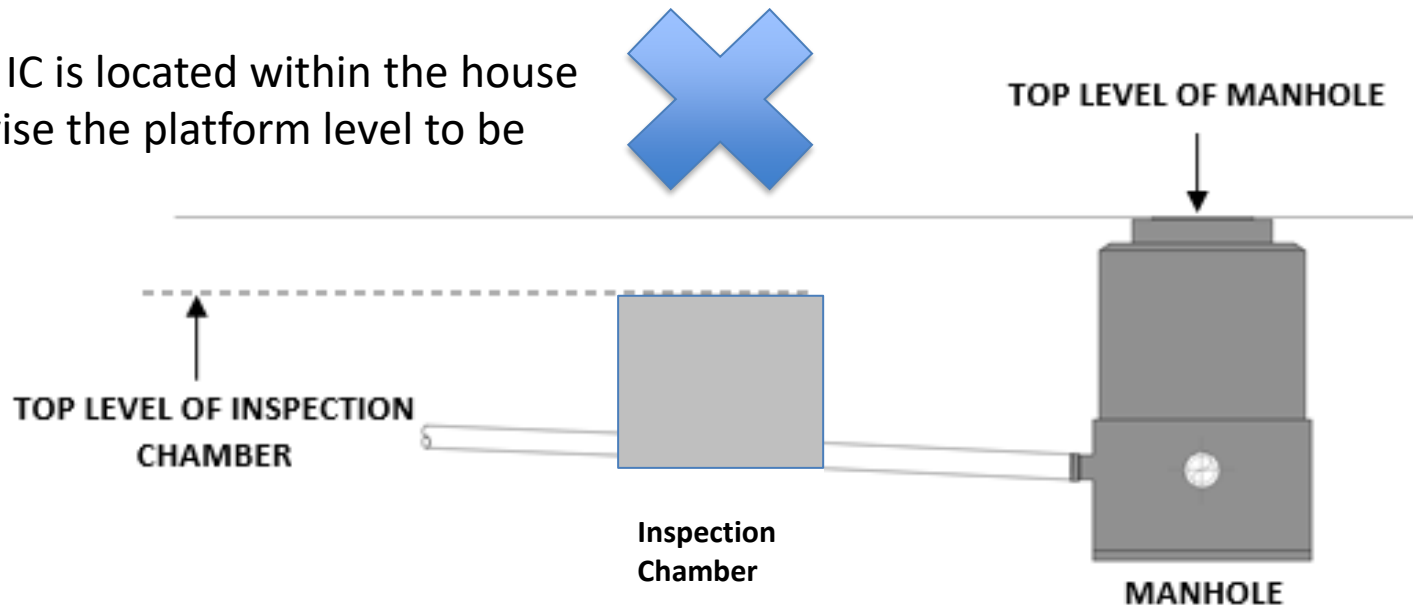 IC is located within the house
ise the platform level to be
TOP LEVEL OF MANHOLE
TOP LEVEL OF INSPECTION
CHAMBER
Inspection
Chamber
MANHOLE